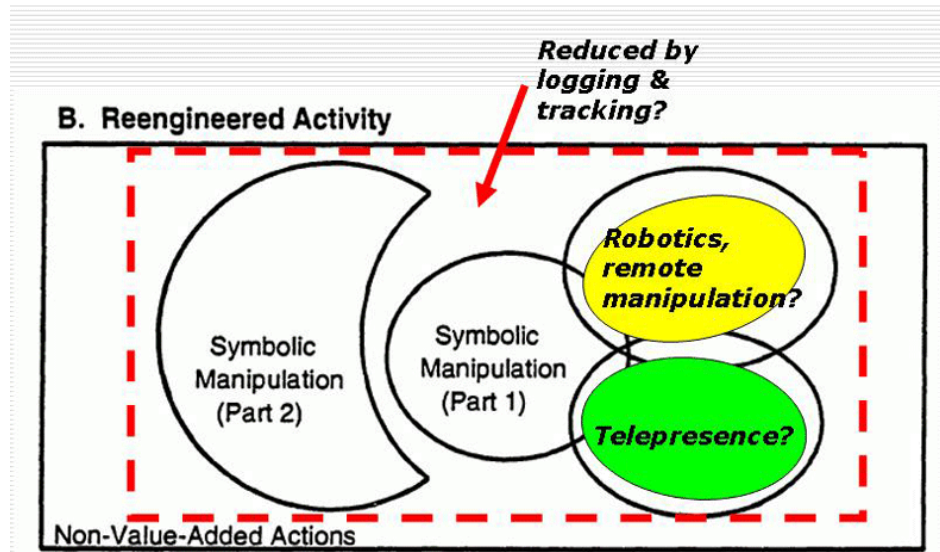 Reduced by
logging &
tracking?
B. Reengineered Activity
Robotics,
remote
manipulation?
Symbolic
Manipulation
(Part 2)
Symbolic
Manipulation
(Part 1)
Telepresence?
Non-Value-Added Actions